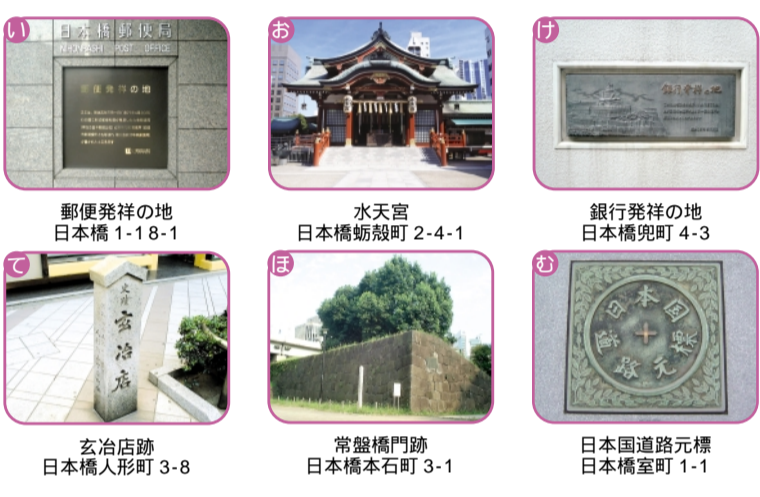 い
日本橋郵便局
NIHONBASHI POST OFFICE
郵便発祥の地
お
け
銀行発祥の地
郵便発祥の地
日本橋 1-18-1
水天宮
日本橋蛎殻町 2-4-1
銀行発祥の地
日本橋兜町 4-3
て
史蹟
玄冶店
ほ
む
日本国
道路元標
玄冶店跡
日本橋人形町 3-8
常盤橋門跡
日本橋本石町 3-1
日本国道路元標
日本橋室町 1-1